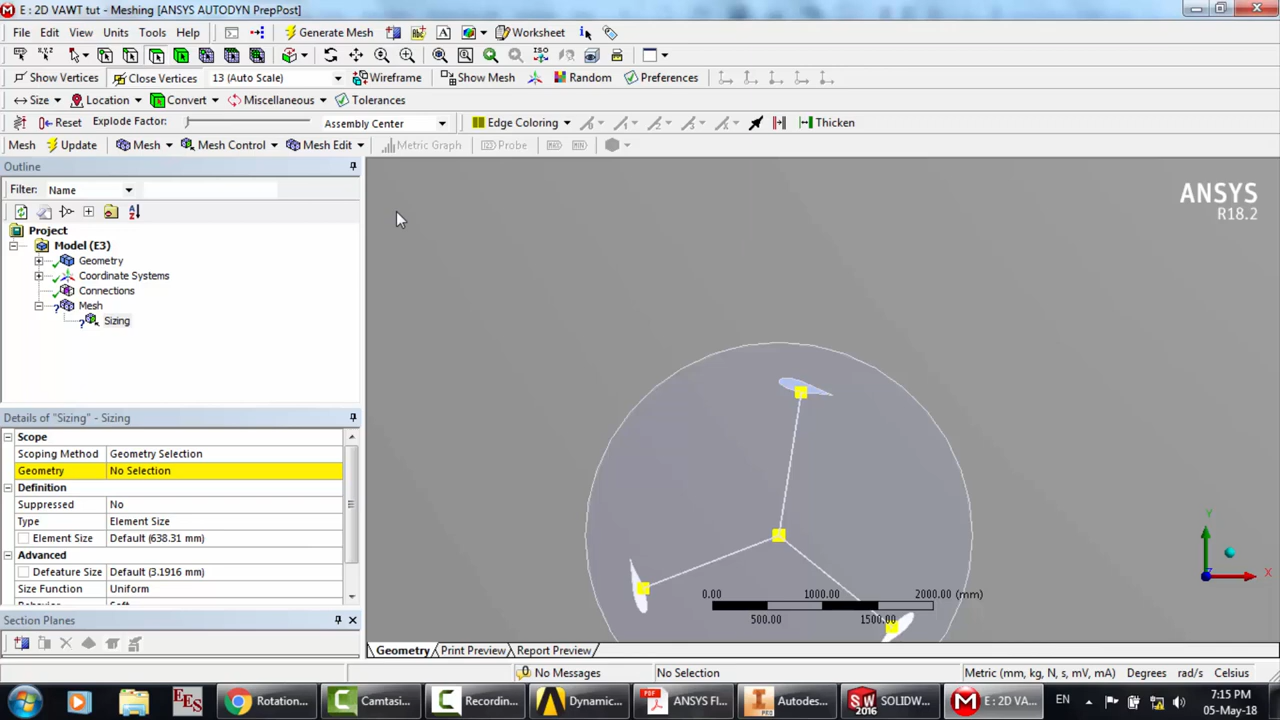 E : 2D VAWT tut - Meshing [ANSYS AUTODYN PrepPost]
File Edit View Units Tools Help Generate Mesh Worksheet
Show Vertices Close Vertices 13 (Auto Scale) Wireframe Show Mesh Random Preferences
Size Location Convert Miscellaneous Tolerances
Reset Explode Factor: Assembly Center Edge Coloring Thicken
Mesh Update Mesh Mesh Control Mesh Edit Metric Graph Probe
Outline
Filter: Name
Project
Model (E3)
Geometry
Coordinate Systems
Connections
Mesh
Sizing
ANSYS
R18.2
Details of "Sizing" - Sizing
Scope
Scoping Method Geometry Selection
Geometry No Selection
Definition
Suppressed No
Type Element Size
Element Size Default (638.31 mm)
Advanced
Defeature Size Default (3.1916 mm)
Size Function Uniform
0.00 1000.00 2000.00 (mm)
500.00 1500.00
Y
X
Z
Section Planes
Geometry Print Preview Report Preview
No Messages No Selection Metric (mm, kg, N, s, mV, mA) Degrees rad/s Celsius
Rotation... Camtasi... Recordin... Dynamic... ANSYS Fl... Autodes... SOLIDW... E : 2D VA... EN 7:15 PM
05-May-18